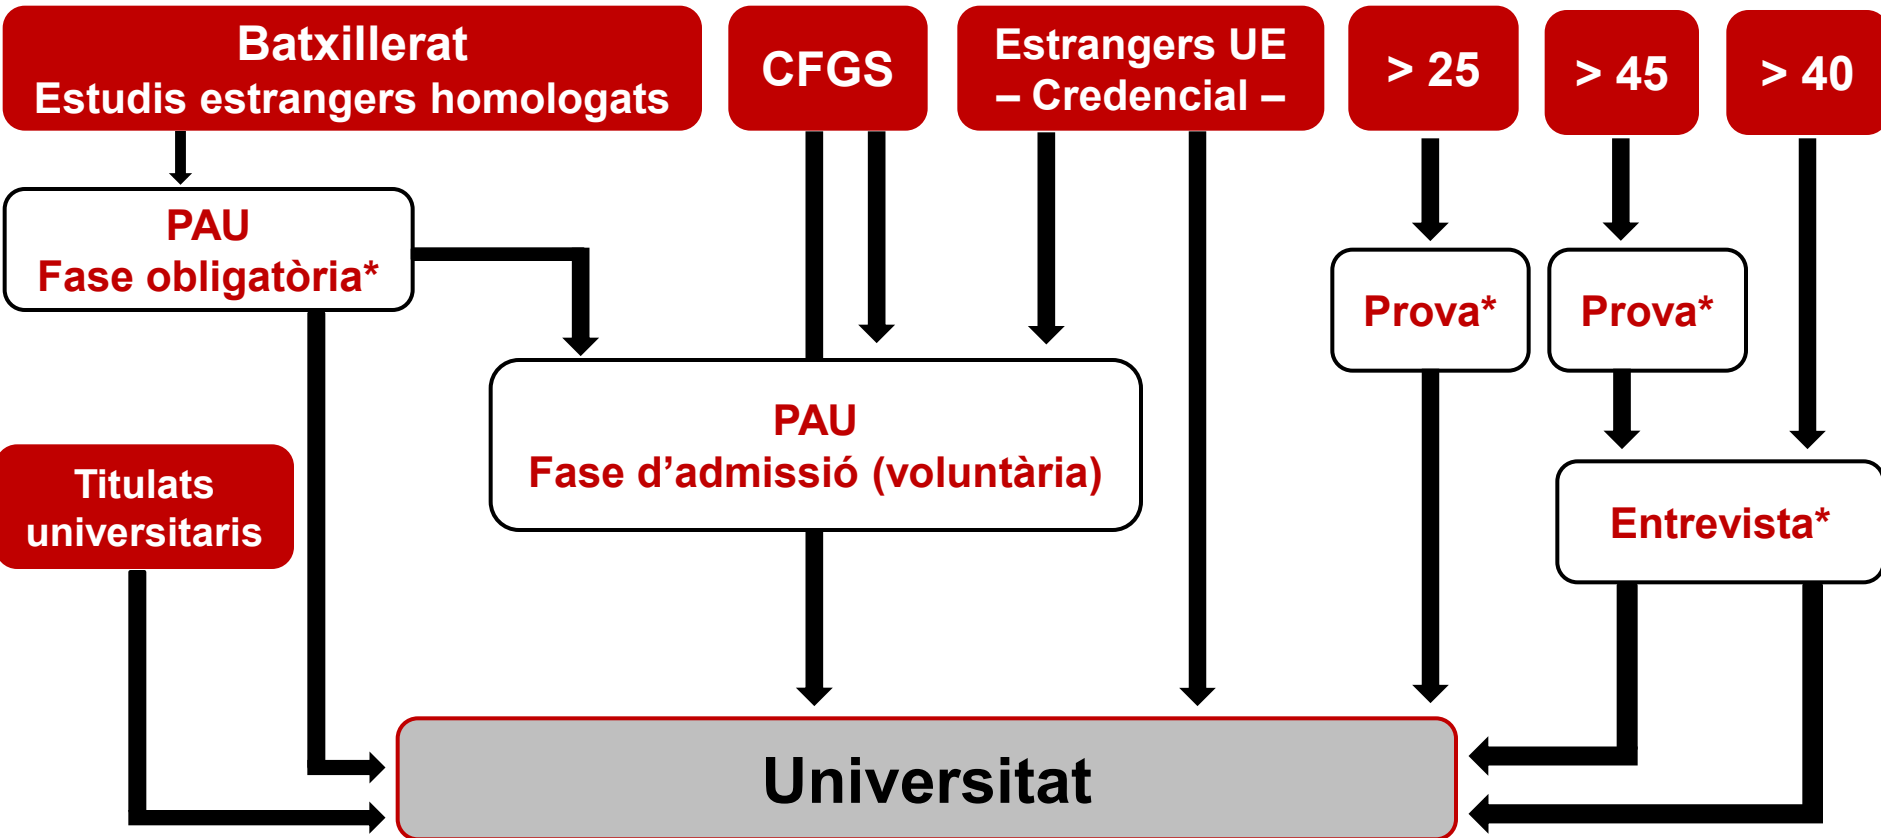 Batxillerat
Estudis estrangers homologats
CFGS
Estrangers UE
– Credencial –
> 25
> 45
> 40
PAU
Fase obligatòria*
Prova*
Prova*
PAU
Fase d’admissió (voluntària)
Titulats
universitaris
Entrevista*
Universitat